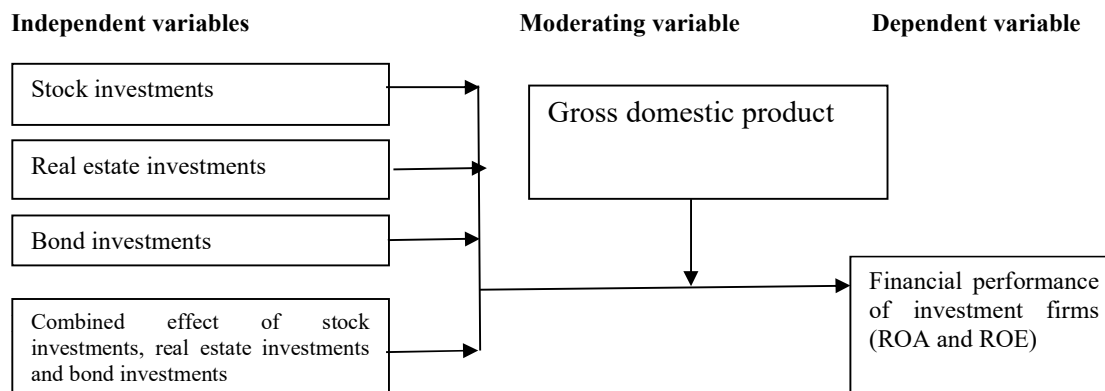 Independent variables Moderating variable Dependent variable
Stock investments
Gross domestic product
Real estate investments
Bond investments
Combined effect of stock
investments, real estate investments
and bond investments
Financial performance
of investment firms
(ROA and ROE)